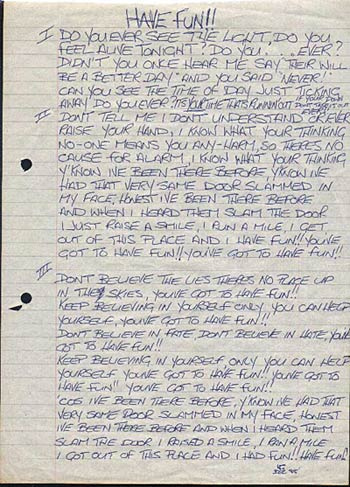 HAVE FUN!!
I DO YOU EVER SEE THE LIGHT, DO YOU
FEEL ALIVE TONIGHT? DO YOU... EVER?
DIDN'T YOU ONCE HEAR ME SAY THEIR WILL
BE A BETTER DAY AND YOU SAID "NEVER!"
CAN YOU SEE THE TIME OF DAY JUST TICKING
AWAY DO YOU EVER. IT'S YOUR TIME THAT'S RUNNIN OUT IF YOUR DOWN
II DON'T TELL ME I DON'T UNDERSTAND OR EVER
RAISE YOUR HAND, I KNOW WHAT YOUR THINKING
NO-ONE MEANS YOU ANY-HARM, SO THERE'S NO
CAUSE FOR ALARM, I KNOW WHAT YOUR THINKING,
Y'KNOW I'VE BEEN THERE BEFORE, Y'KNOW IVE
HAD THAT VERY SAME DOOR SLAMMED IN
MY FACE, HONEST I'VE BEEN THERE BEFORE
AND WHEN I HEARD THEM SLAM THE DOOR
I JUST RAISE A SMILE, I RUN A MILE, I GET
OUT OF THIS PLACE AND I HAVE FUN!! YOU'VE
GOT TO HAVE FUN!! YOU'VE GOT TO HAVE FUN!!
III DON'T BELIEVE THE LIES THERE'S NO PLACE UP
IN THE SKIES, YOU'VE GOT TO HAVE FUN!!
KEEP BELIEVING IN YOURSELF ONLY YOU CAN HELP
YOURSELF, YOU'VE GOT TO HAVE FUN!!
DON'T BELIEVE IN FATE, DON'T BELIEVE IN HATE, YOU'VE
GOT TO HAVE FUN!!
KEEP BELIEVING IN YOURSELF, ONLY YOU CAN HELP
YOURSELF YOU'VE GOT TO HAVE FUN!! YOU'VE GOT TO
HAVE FUN!! YOU'VE GOT TO HAVE FUN!!
'COS I'VE BEEN THERE BEFORE, Y'KNOW I'VE HAD THAT
VERY SAME DOOR SLAMMED IN MY FACE, HONEST
I'VE BEEN THERE BEFORE AND WHEN I HEARD THEM
SLAM THE DOOR I RAISED A SMILE, I RAN A MILE
I GOT OUT OF THIS PLACE AND I HAD FUN!! HAVE FUN!!